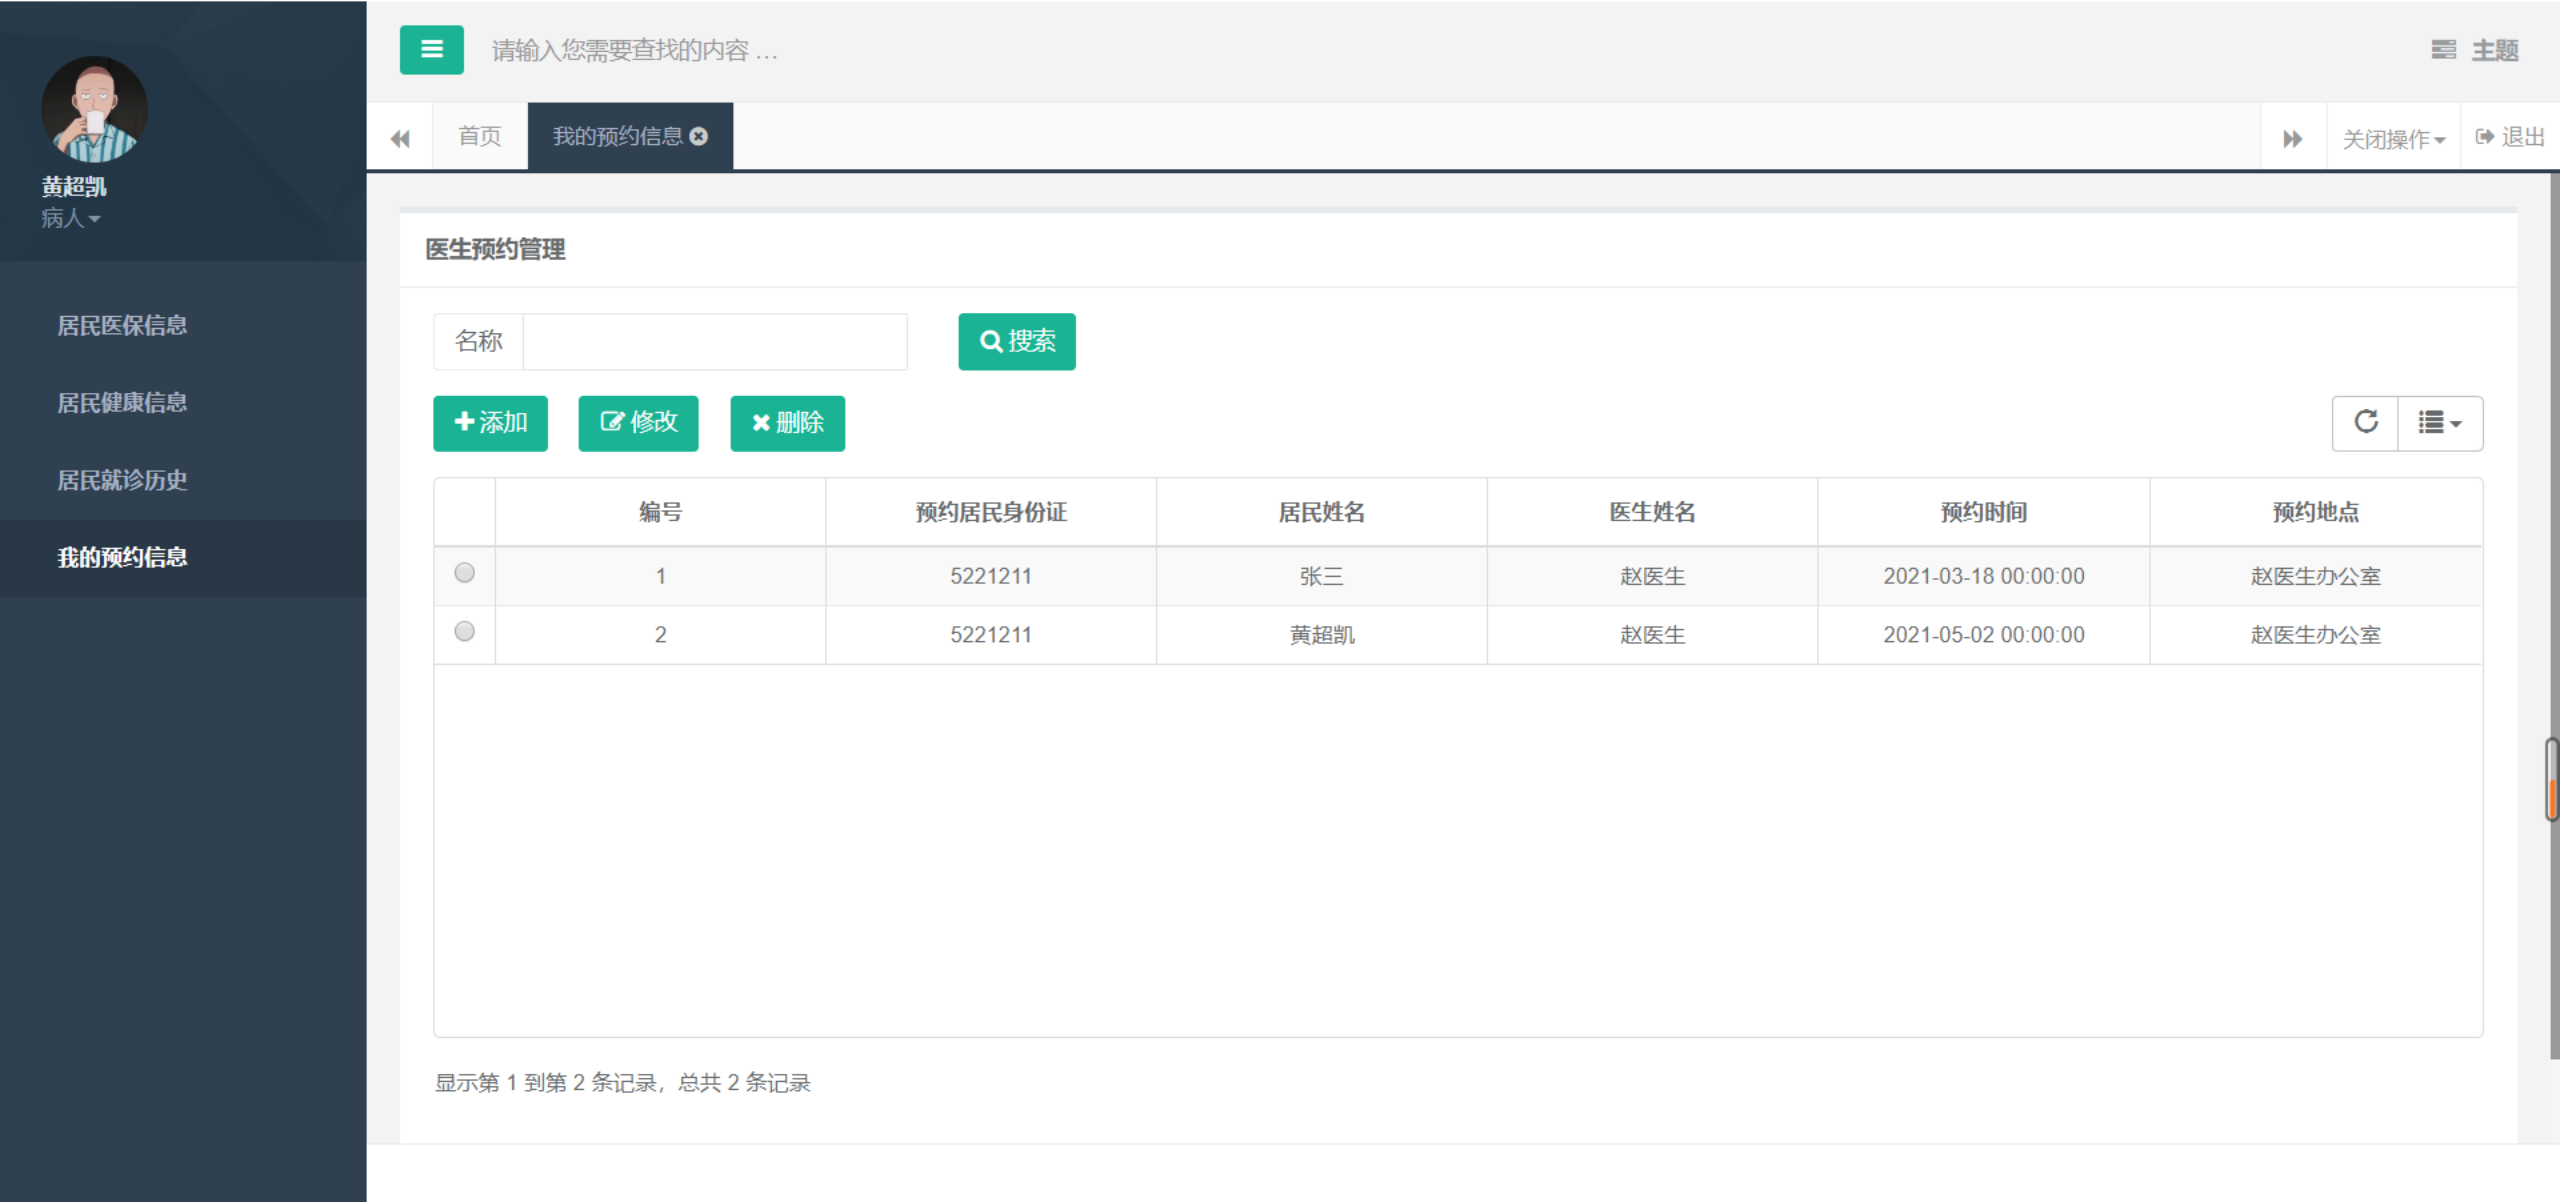 请输入您需要查找的内容 …
主题
首页
我的预约信息
关闭操作
退出
黄超凯
病人
居民医保信息
居民健康信息
居民就诊历史
我的预约信息
医生预约管理
名称
搜索
添加 修改 删除
编号 预约居民身份证 居民姓名 医生姓名 预约时间 预约地点
1 5221211 张三 赵医生 2021-03-18 00:00:00 赵医生办公室
2 5221211 黄超凯 赵医生 2021-05-02 00:00:00 赵医生办公室
显示第 1 到第 2 条记录，总共 2 条记录